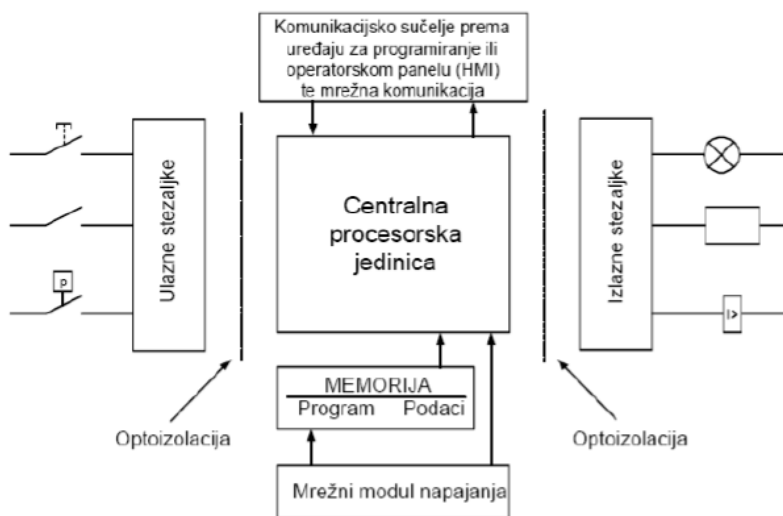 Komunikacijsko sučelje prema
uređaju za programiranje ili
operatorskom panelu (HMI)
te mrežna komunikacija
Ulazne stezaljke
p
Centralna
procesorska
jedinica
Izlazne stezaljke
I>
MEMORIJA
Program Podaci
Optoizolacija
Optoizolacija
Mrežni modul napajanja